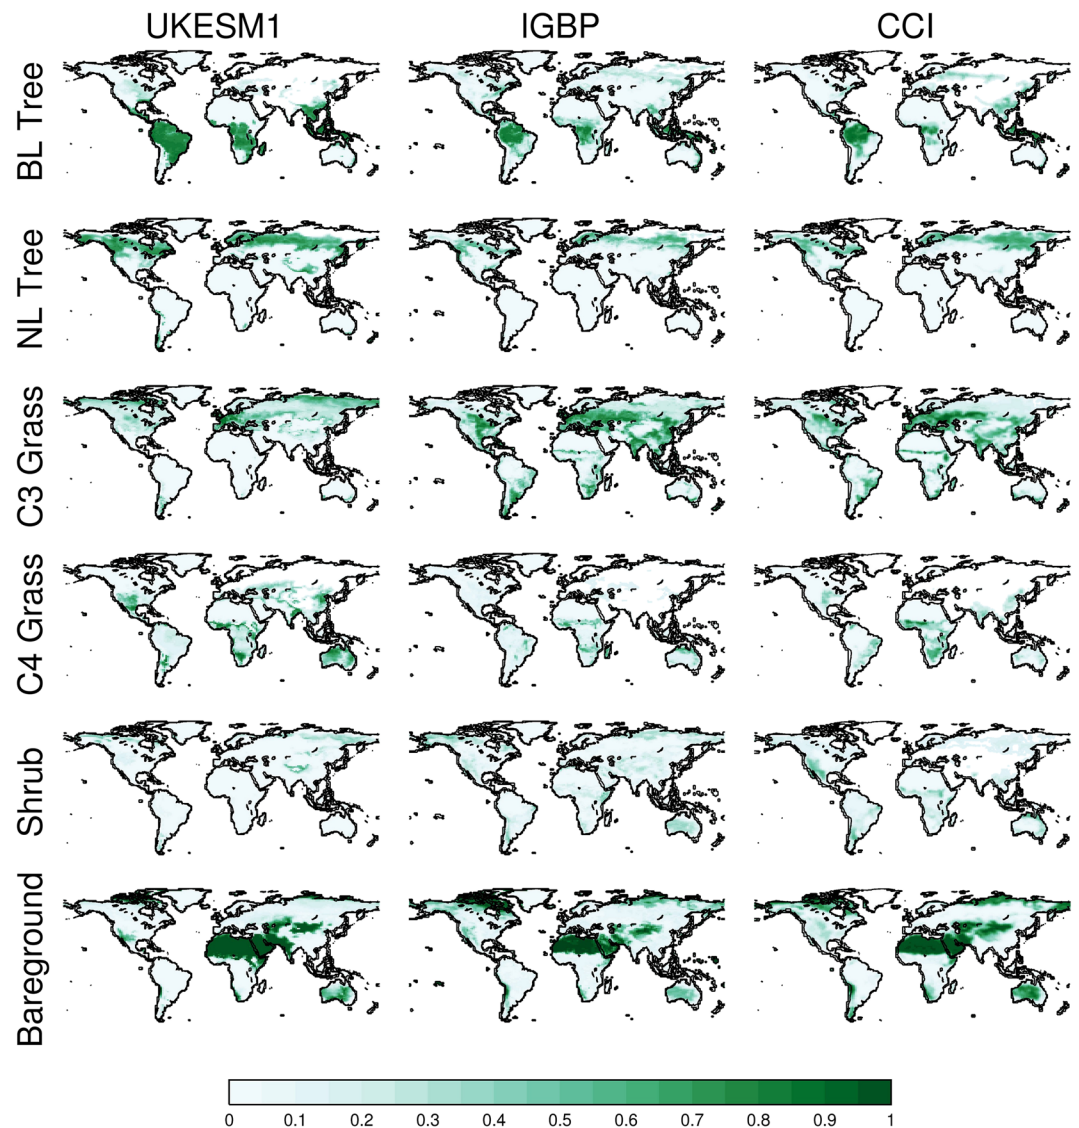 UKESM1 IGBP CCI
BL Tree
NL Tree
C3 Grass
C4 Grass
Shrub
Bareground
0 0.1 0.2 0.3 0.4 0.5 0.6 0.7 0.8 0.9 1